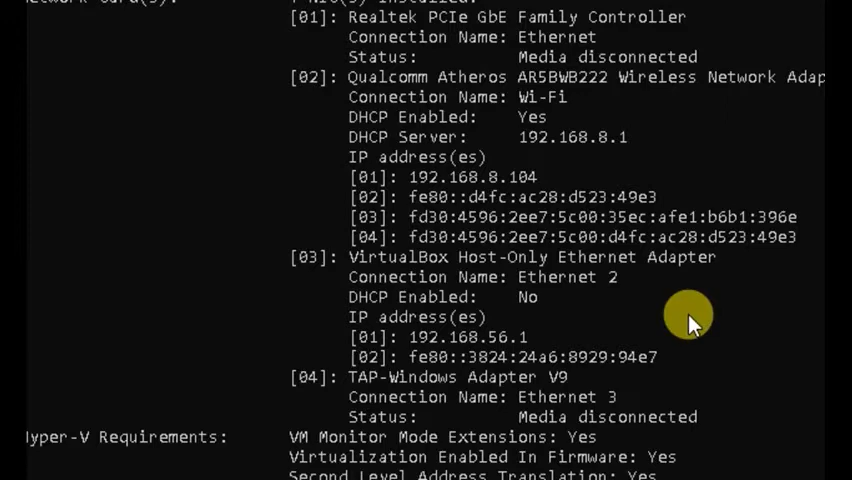 [01]: Realtek PCIe GbE Family Controller
Connection Name: Ethernet
Status: Media disconnected
[02]: Qualcomm Atheros AR5BWB222 Wireless Network Adap
Connection Name: Wi-Fi
DHCP Enabled: Yes
DHCP Server: 192.168.8.1
IP address(es)
[01]: 192.168.8.104
[02]: fe80::d4fc:ac28:d523:49e3
[03]: fd30:4596:2ee7:5c00:35ec:afe1:b6b1:396e
[04]: fd30:4596:2ee7:5c00:d4fc:ac28:d523:49e3
[03]: VirtualBox Host-Only Ethernet Adapter
Connection Name: Ethernet 2
DHCP Enabled: No
IP address(es)
[01]: 192.168.56.1
[02]: fe80::3824:24a6:8929:94e7
[04]: TAP-Windows Adapter V9
Connection Name: Ethernet 3
Status: Media disconnected
Hyper-V Requirements: VM Monitor Mode Extensions: Yes
Virtualization Enabled In Firmware: Yes
Second Level Address Translation: Yes